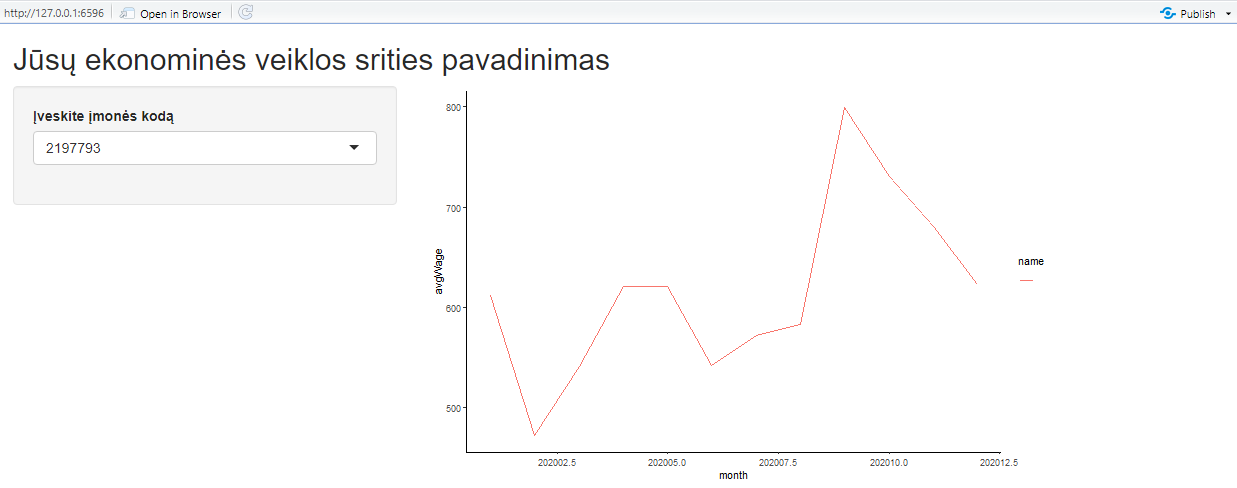 http://127.0.0.1:6596 Open in Browser Publish
Jūsų ekonominės veiklos srities pavadinimas
Įveskite įmonės kodą
2197793
800
700
600
500
avgWage
202002.5 202005.0 202007.5 202010.0 202012.5
month
name